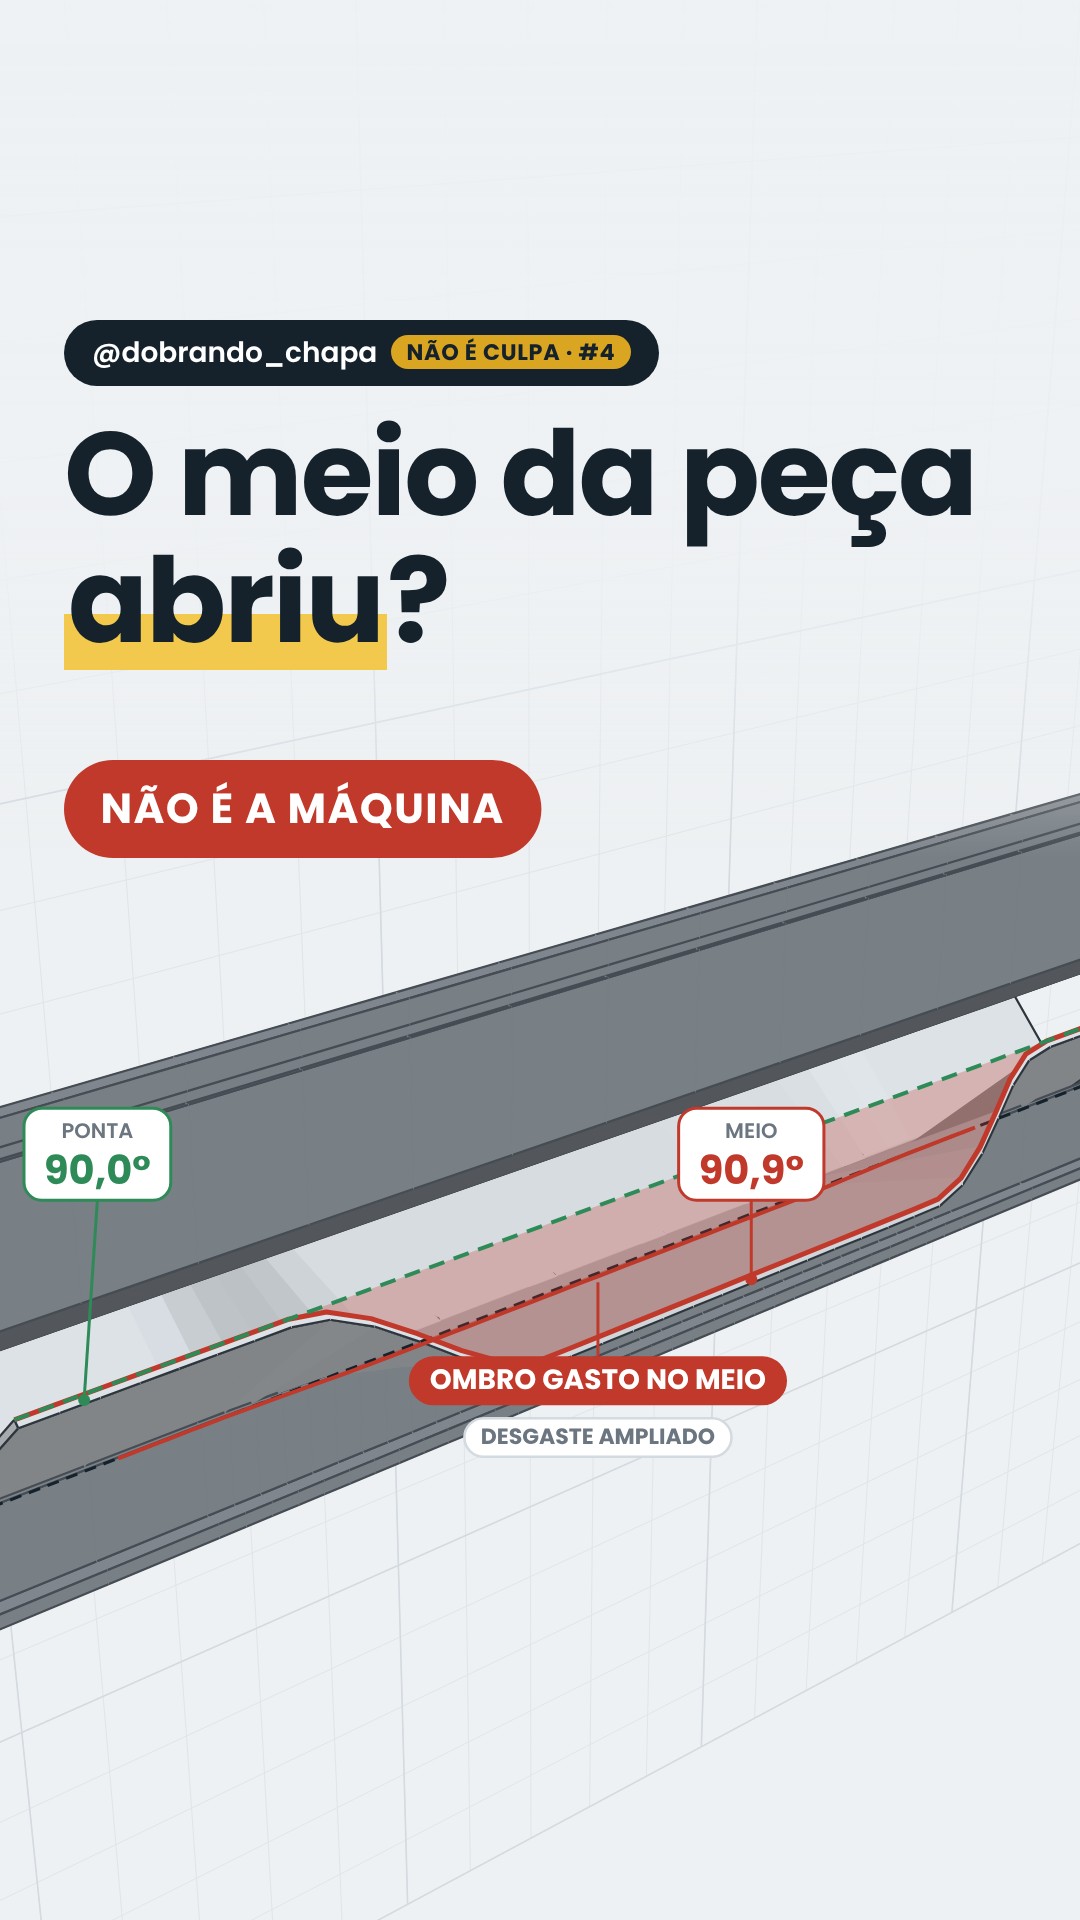 @dobrando_chapa NÃO É CULPA · #4
O meio da peça
abriu?
NÃO É A MÁQUINA
PONTA
90,0°
MEIO
90,9°
OMBRO GASTO NO MEIO
DESGASTE AMPLIADO